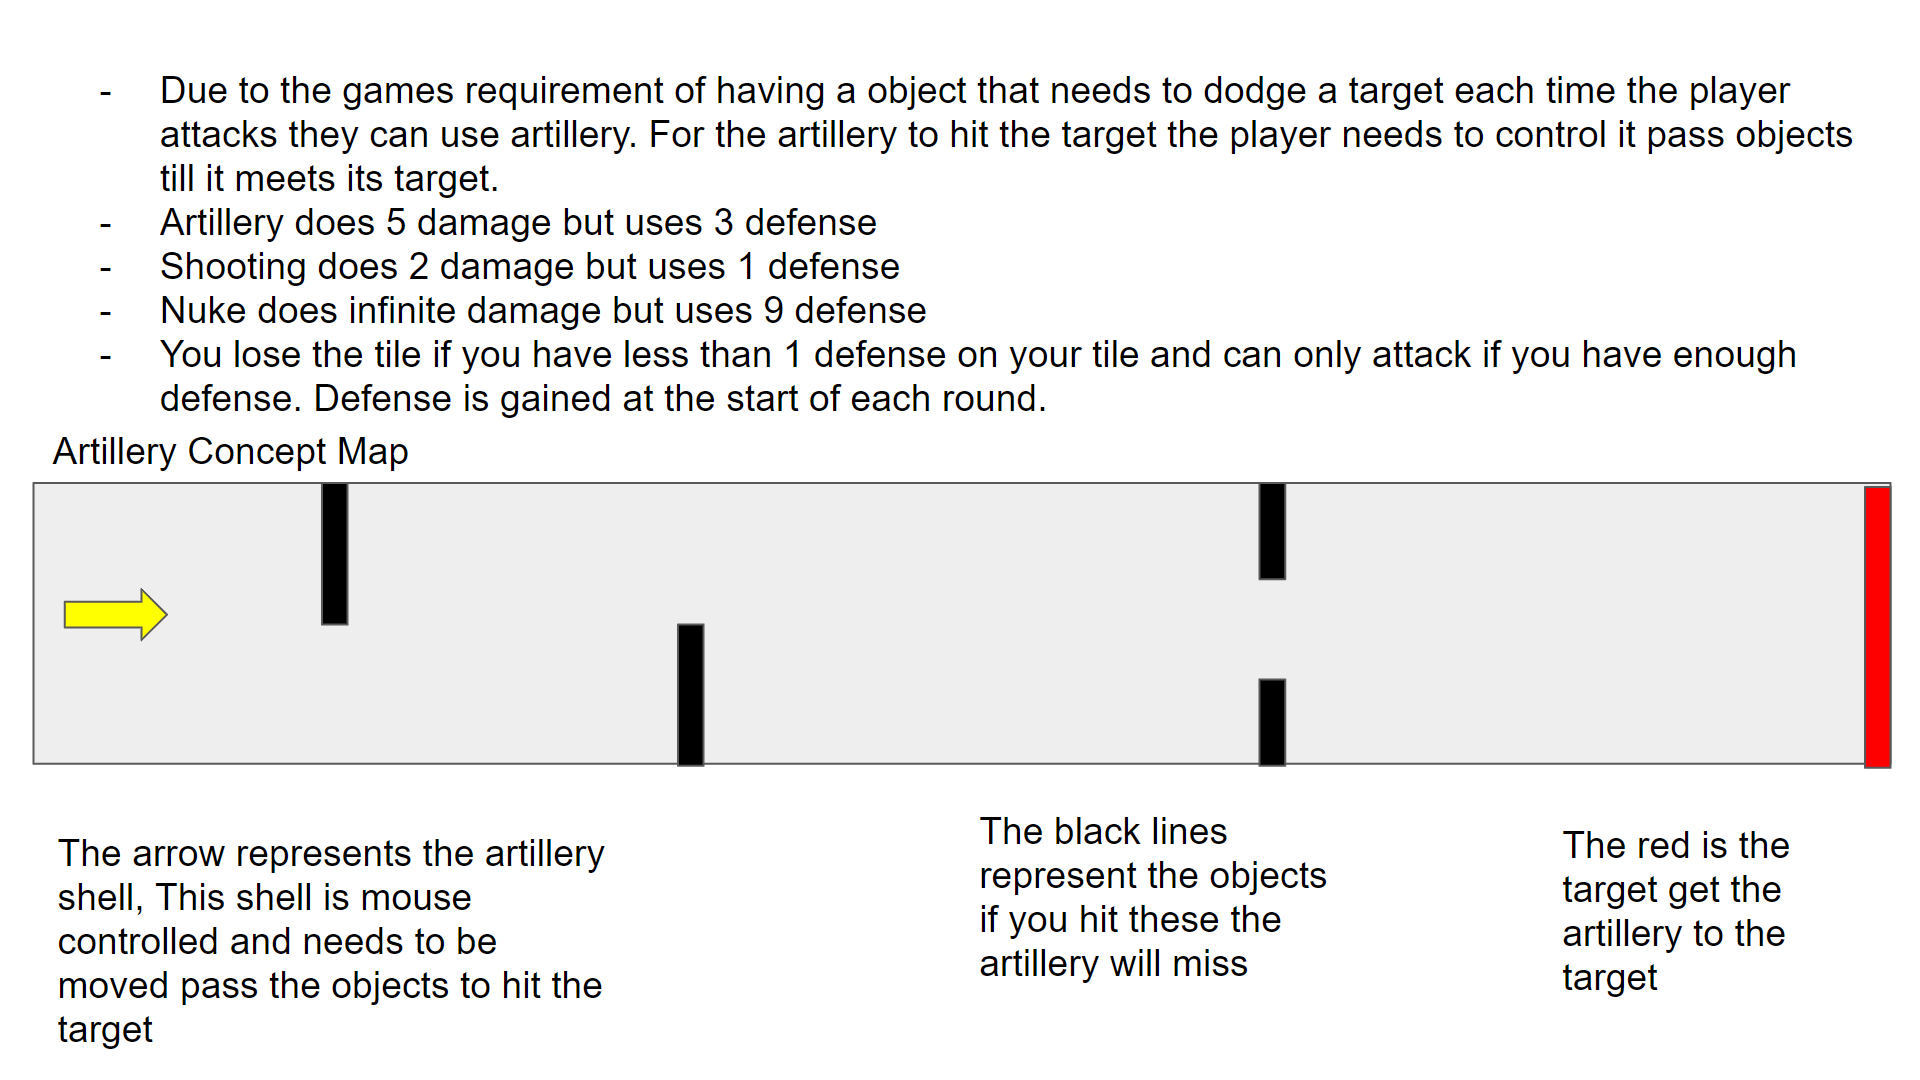 - Due to the games requirement of having a object that needs to dodge a target each time the player
attacks they can use artillery. For the artillery to hit the target the player needs to control it pass objects
till it meets its target.
- Artillery does 5 damage but uses 3 defense
- Shooting does 2 damage but uses 1 defense
- Nuke does infinite damage but uses 9 defense
- You lose the tile if you have less than 1 defense on your tile and can only attack if you have enough
defense. Defense is gained at the start of each round.
Artillery Concept Map
The arrow represents the artillery
shell, This shell is mouse
controlled and needs to be
moved pass the objects to hit the
target
The black lines
represent the objects
if you hit these the
artillery will miss
The red is the
target get the
artillery to the
target